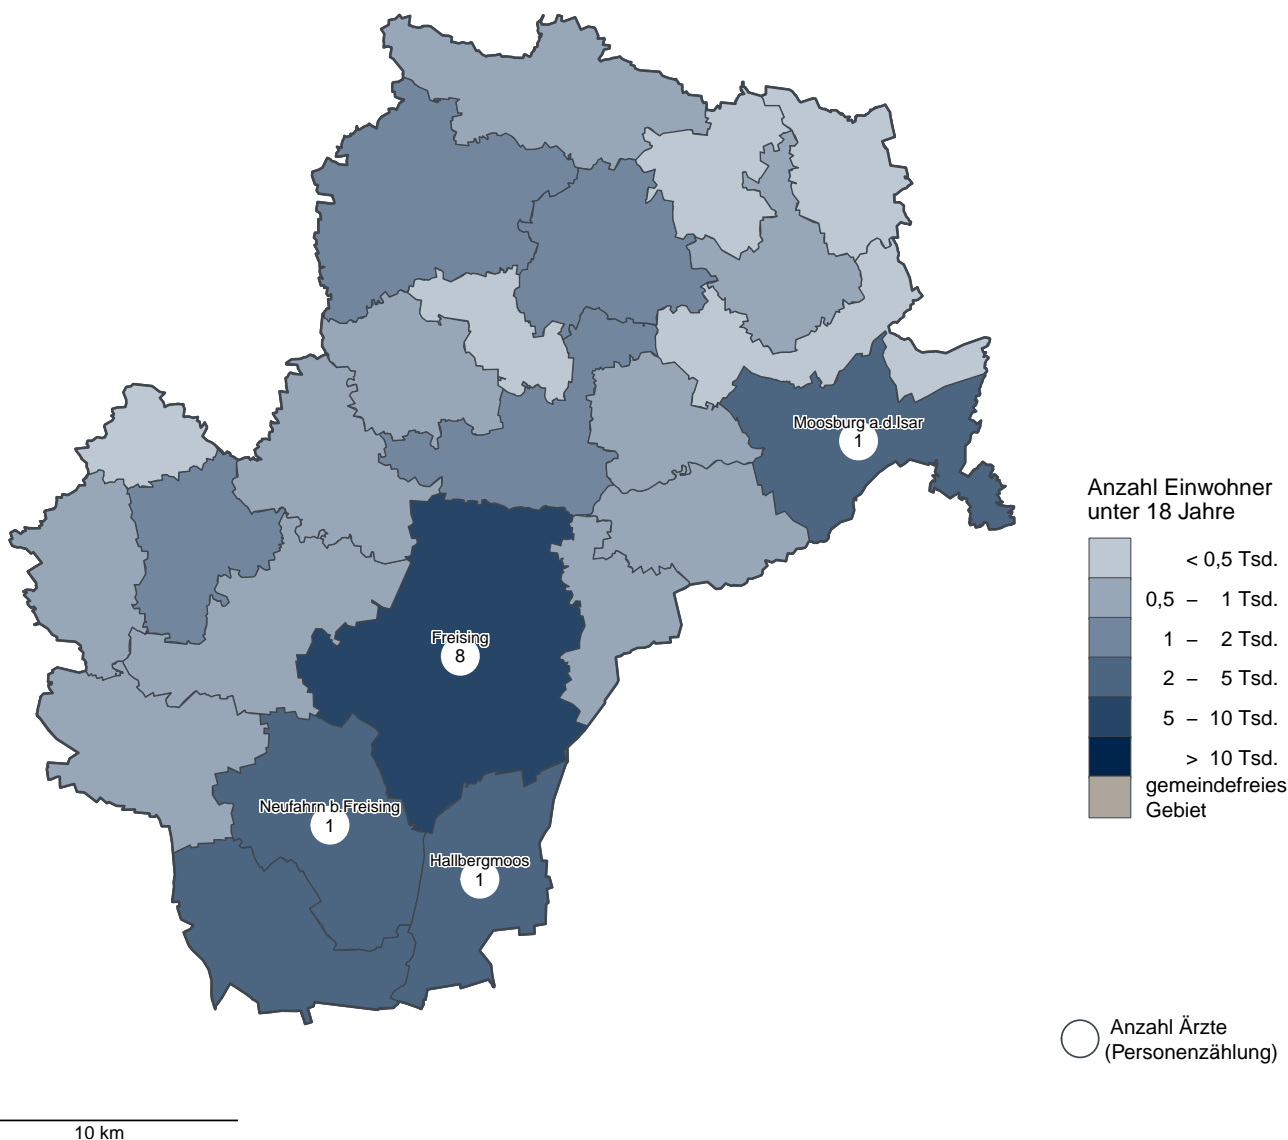 Moosburg a.d.Isar
1
Freising
8
Neufahrn b.Freising
1
Hallbergmoos
1
Anzahl Einwohner
unter 18 Jahre
< 0,5 Tsd.
0,5 – 1 Tsd.
1 – 2 Tsd.
2 – 5 Tsd.
5 – 10 Tsd.
> 10 Tsd.
gemeindefreies
Gebiet
Anzahl Ärzte
(Personenzählung)
10 km